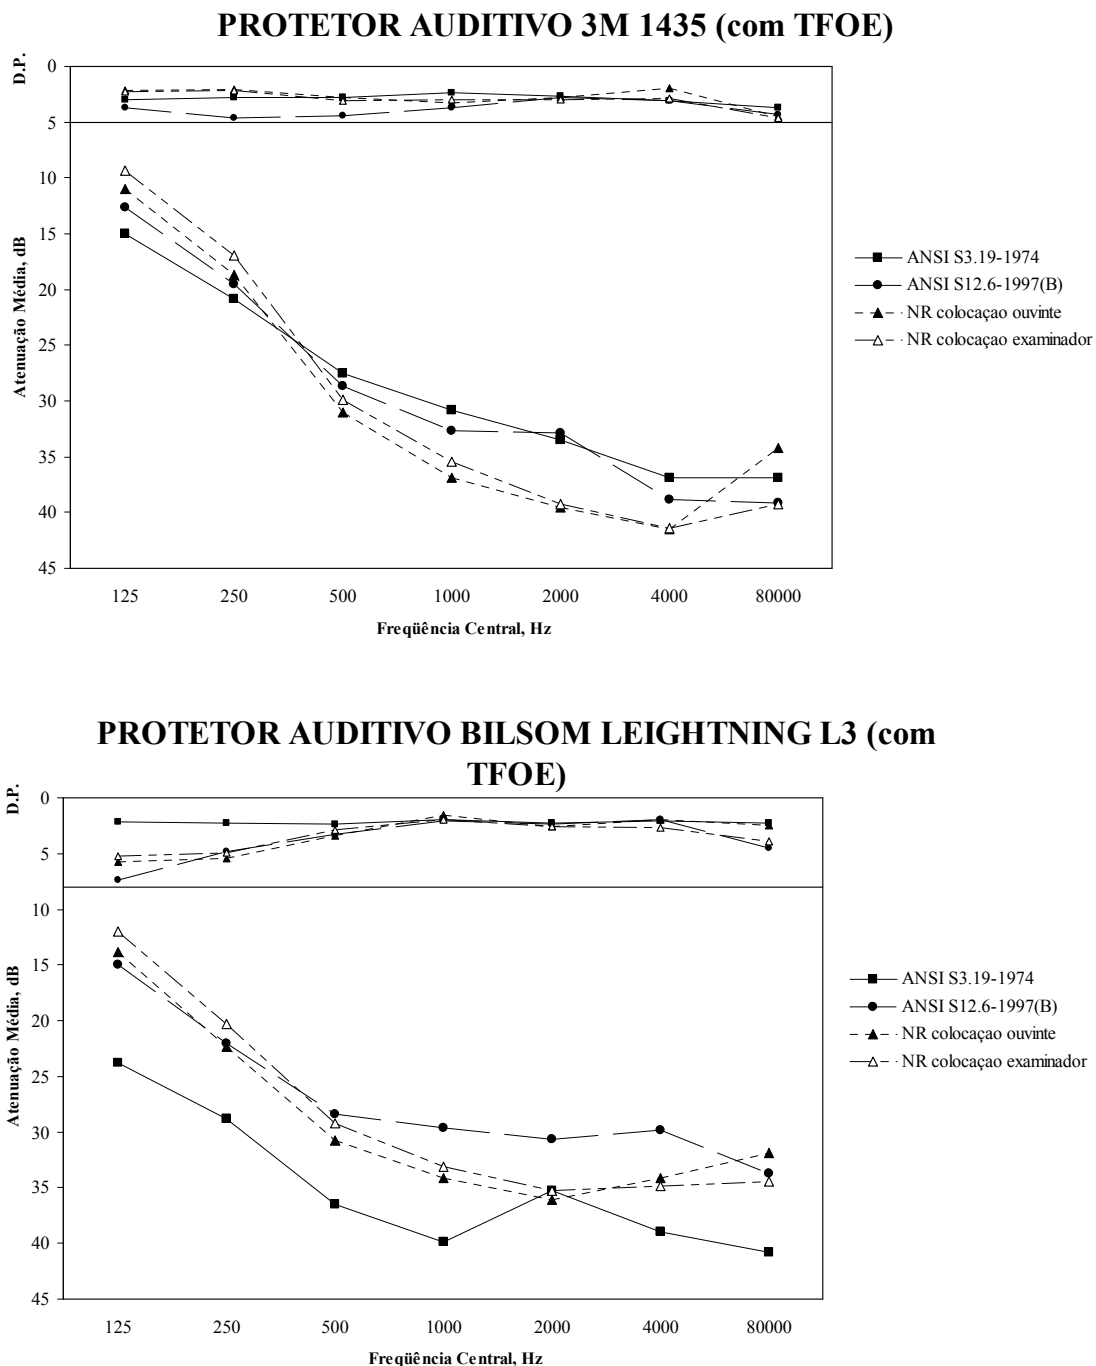 PROTETOR AUDITIVO 3M 1435 (com TFOE)
D.P.
Atenuação Média, dB
0
5
10
15
20
25
30
35
40
45
125 250 500 1000 2000 4000 80000
Freqüência Central, Hz
ANSI S3.19-1974
ANSI S12.6-1997(B)
NR colocaçao ouvinte
NR colocaçao examinador
PROTETOR AUDITIVO BILSOM LEIGHTNING L3 (com
TFOE)
D.P.
Atenuação Média, dB
0
5
10
15
20
25
30
35
40
45
125 250 500 1000 2000 4000 80000
Freqüência Central, Hz
ANSI S3.19-1974
ANSI S12.6-1997(B)
NR colocaçao ouvinte
NR colocaçao examinador